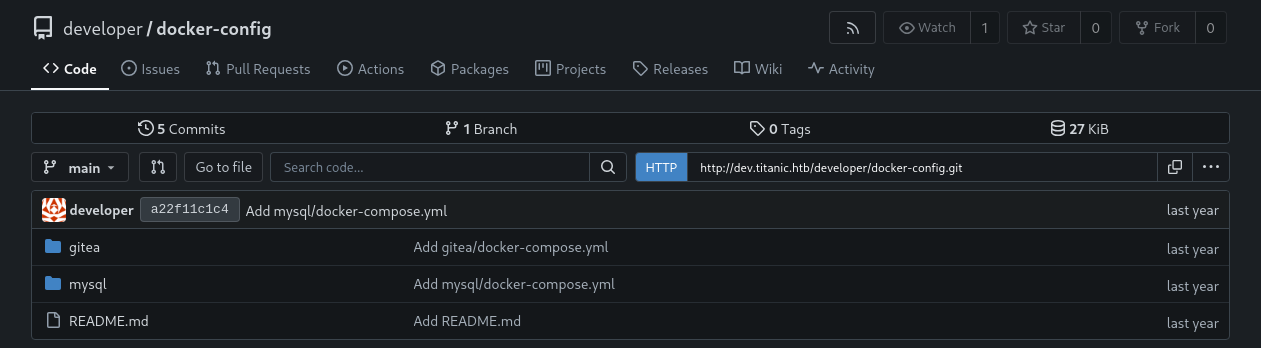 developer / docker-config Watch 1 Star 0 Fork 0
Code Issues Pull Requests Actions Packages Projects Releases Wiki Activity
5 Commits 1 Branch 0 Tags 27 KiB
main Go to file Search code... HTTP http://dev.titanic.htb/developer/docker-config.git
developer a22f11c1c4 Add mysql/docker-compose.yml last year
gitea Add gitea/docker-compose.yml last year
mysql Add mysql/docker-compose.yml last year
README.md Add README.md last year